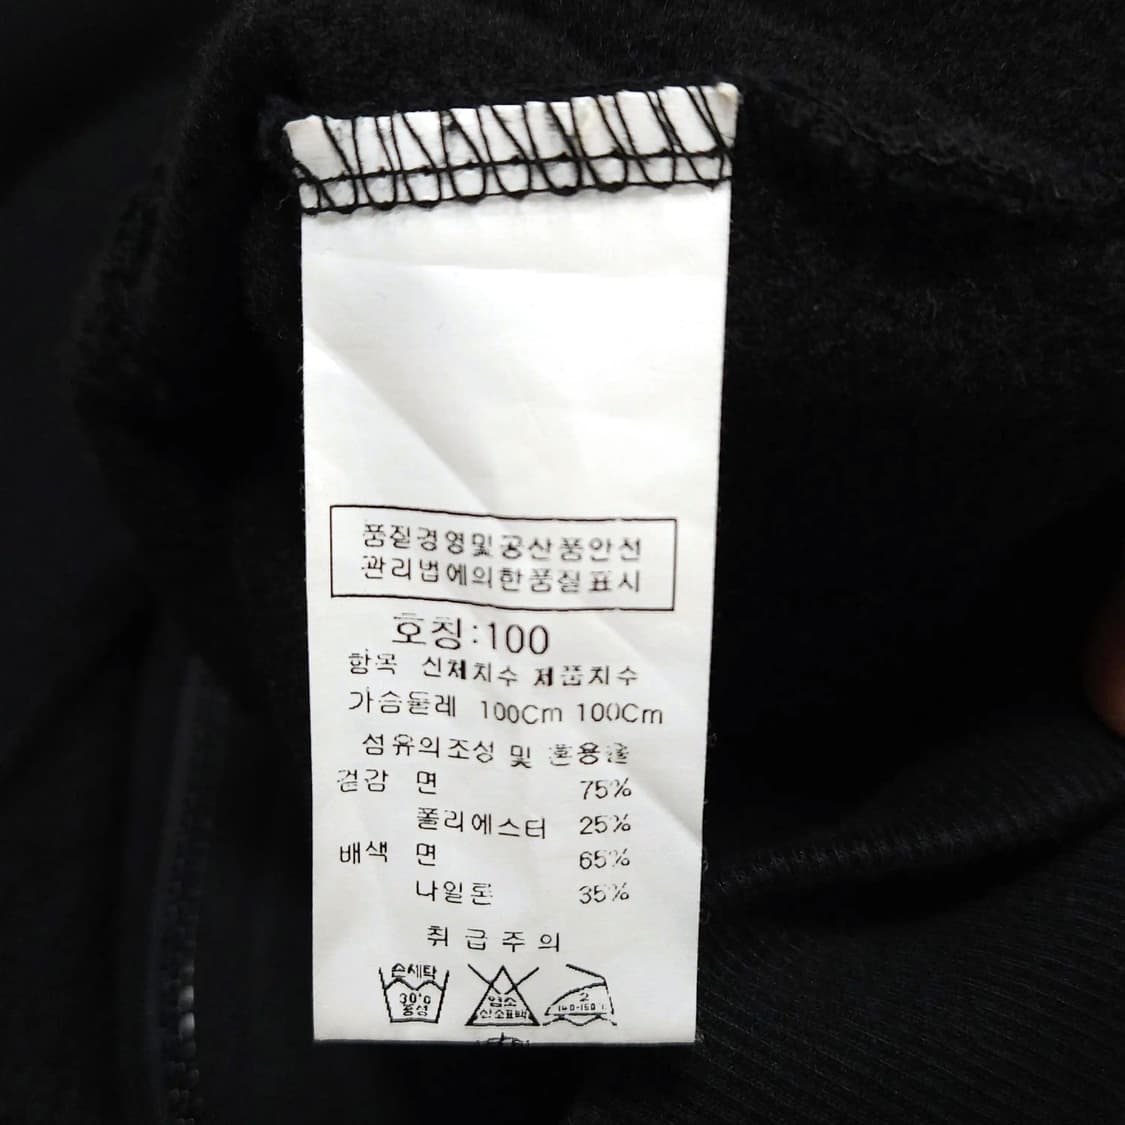 품질경영및공산품안전
관리법에의한품질표시
호칭:100
항목 신체치수 제품치수
가슴둘레 100Cm 100Cm
섬유의조성 및 혼용율
겉감 면 75%
폴리에스터 25%
배색 면 65%
나일론 35%
취급주의
손세탁
30°C
중성
염소
산소표백
2
140-150